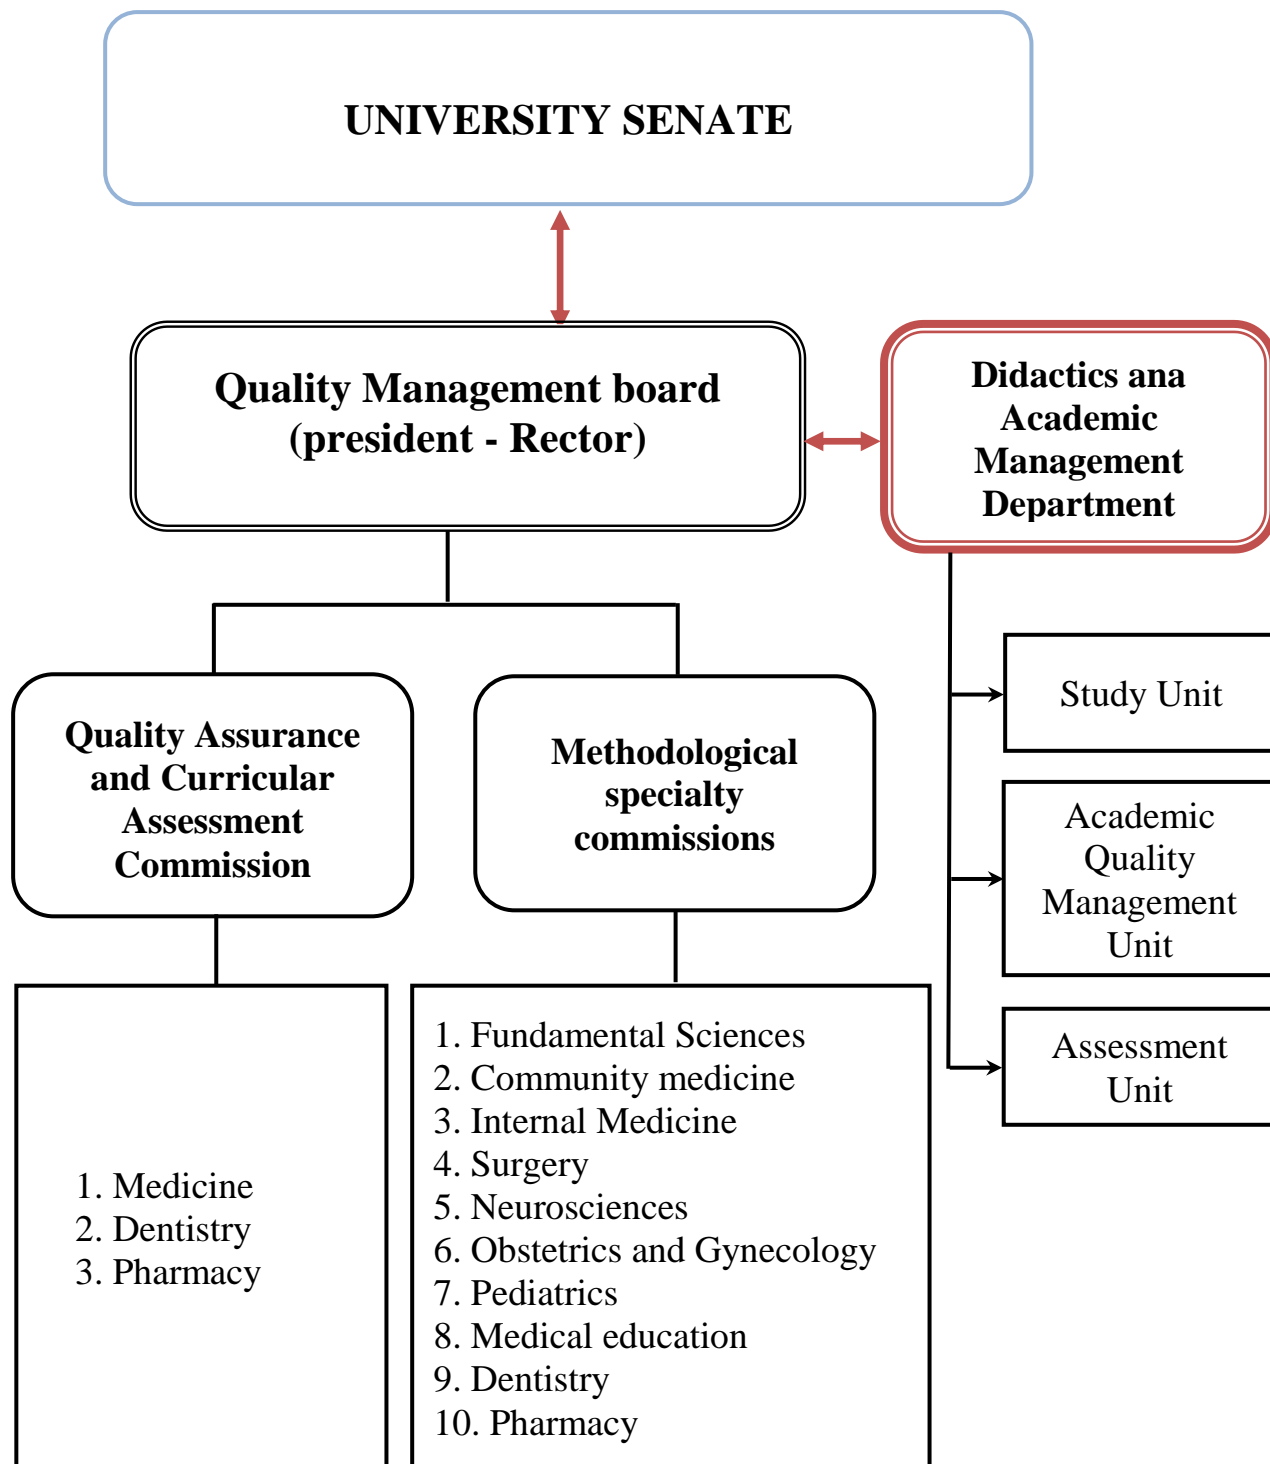 UNIVERSITY SENATE
Quality Management board
(president - Rector)
Didactics ana
Academic
Management
Department
Quality Assurance
and Curricular
Assessment
Commission
Methodological
specialty
commissions
Study Unit
Academic
Quality
Management
Unit
Assessment
Unit
1. Medicine
2. Dentistry
3. Pharmacy
1. Fundamental Sciences
2. Community medicine
3. Internal Medicine
4. Surgery
5. Neurosciences
6. Obstetrics and Gynecology
7. Pediatrics
8. Medical education
9. Dentistry
10. Pharmacy